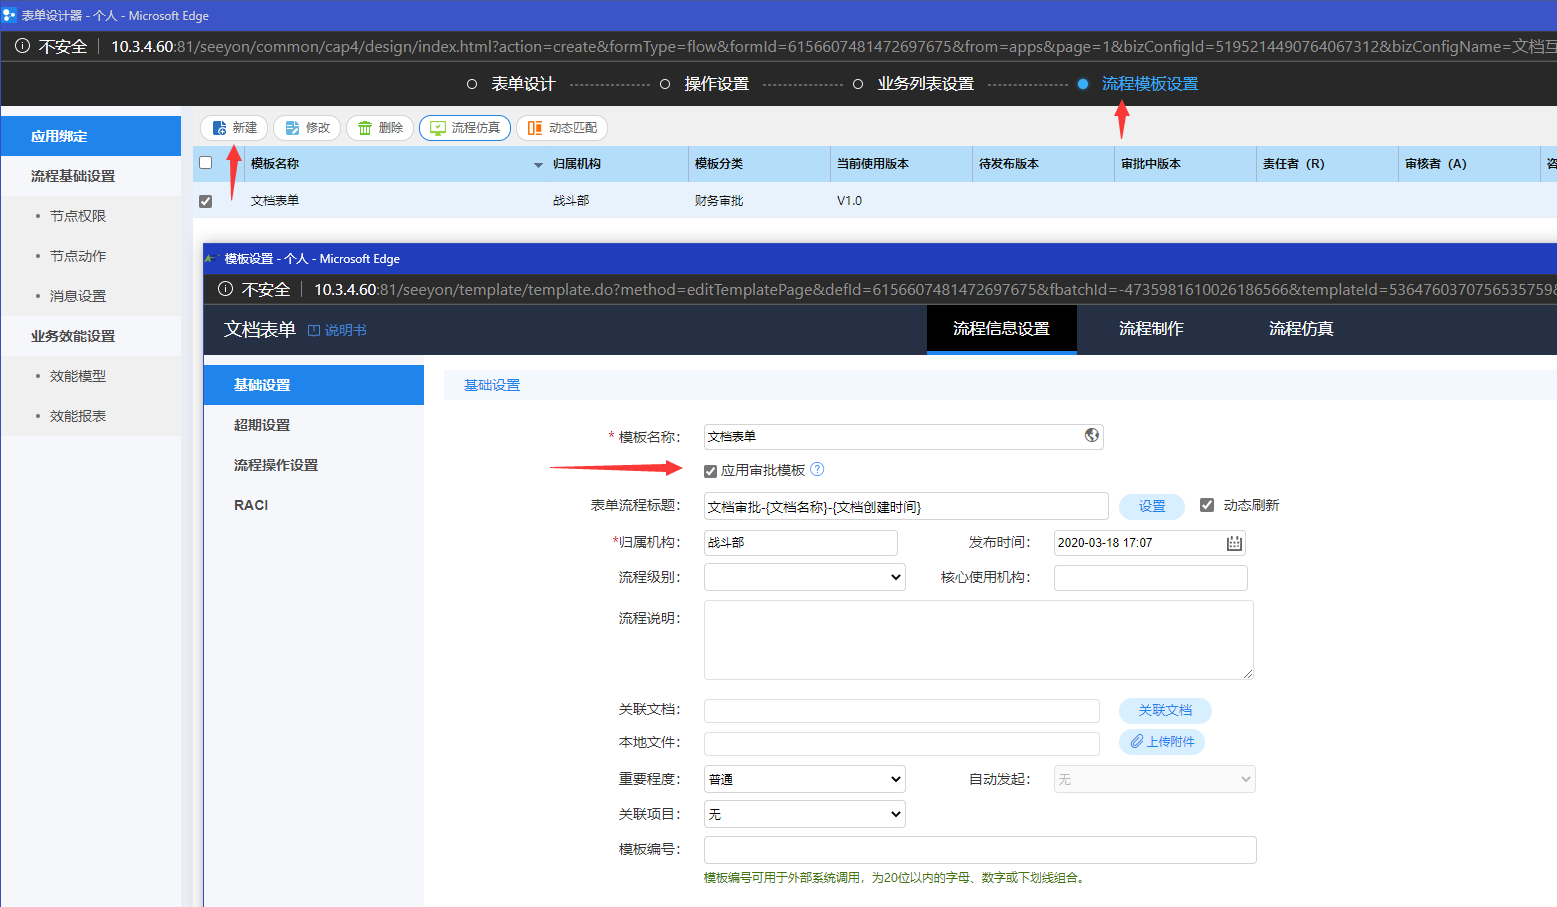 表单设计器 - 个人 - Microsoft Edge
不安全 | 10.3.4.60:81/seeyon/common/cap4/design/index.html?action=create&formType=flow&formId=6156607481472697675&from=apps&page=1&bizConfigId=5195214490764067312&bizConfigName=文档互
表单设计 操作设置 业务列表设置 流程模板设置
应用绑定
流程基础设置
• 节点权限
• 节点动作
• 消息设置
业务效能设置
• 效能模型
• 效能报表
新建 修改 删除 流程仿真 动态匹配
模板名称 归属机构 模板分类 当前使用版本 待发布版本 审批中版本 责任者（R） 审核者（A） 咨
文档表单 战斗部 财务审批 V1.0
模板设置 - 个人 - Microsoft Edge
不安全 | 10.3.4.60:81/seeyon/template/template.do?method=editTemplatePage&defId=6156607481472697675&fbatchId=-4735981610026186566&templateId=5364760370756535759&
文档表单 说明书 流程信息设置 流程制作 流程仿真
基础设置
超期设置
流程操作设置
RACI
基础设置
* 模板名称： 文档表单
应用审批模板 ?
表单流程标题： 文档审批-{文档名称}-{文档创建时间} 设置 动态刷新
*归属机构： 战斗部 发布时间： 2020-03-18 17:07
流程级别： 核心使用机构：
流程说明：
关联文档： 关联文档
本地文件： 上传附件
重要程度： 普通 自动发起： 无
关联项目： 无
模板编号：
模板编号可用于外部系统调用，为20位以内的字母、数字或下划线组合。